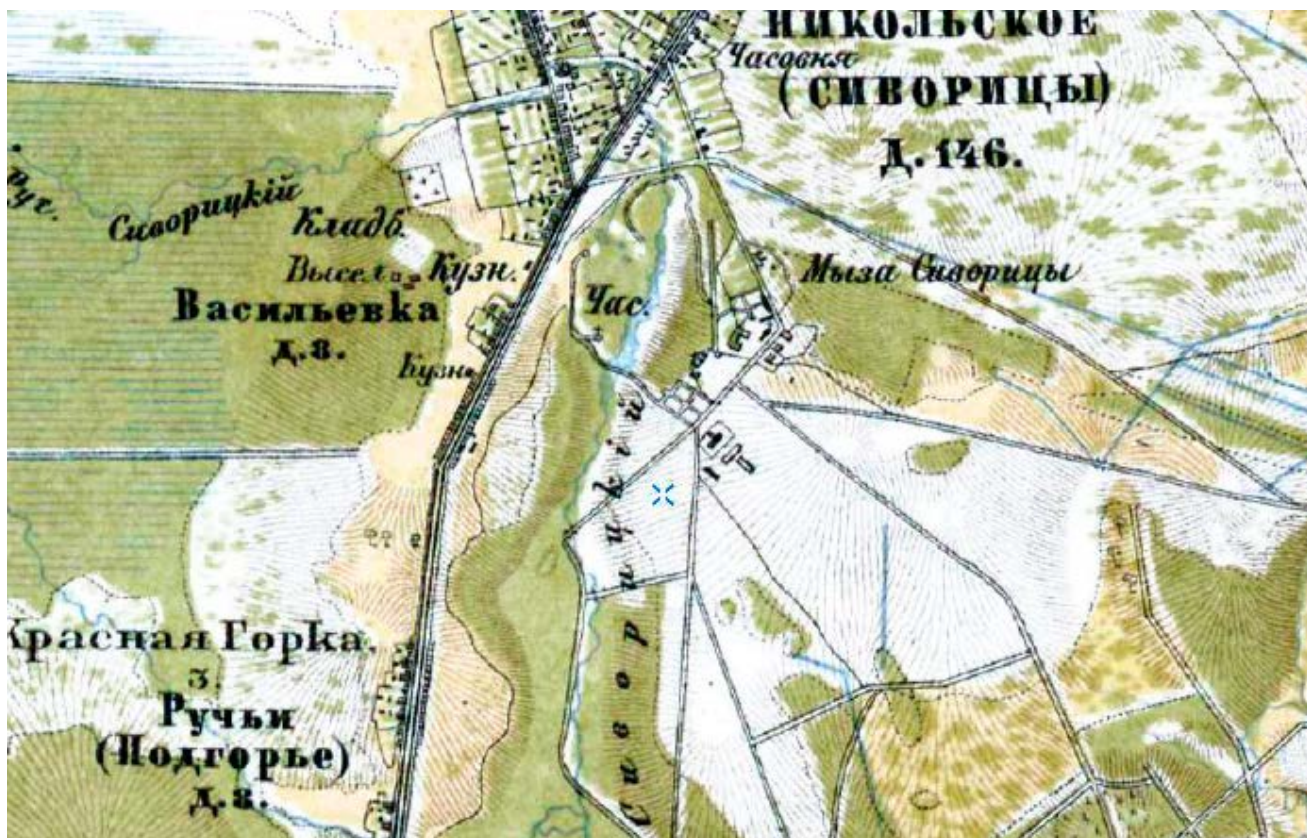 НИКОЛЬСКОЕ
Часовня
(СИВОРИЦЫ)
Д. 146.
Руч.
Сиворицкій
Кладб.
Высел. Кузн.
Мыза Сиворицы
Васильевка
д. 8.
Час.
Кузн.
Сиворицкій
Красная Горка.
3
Ручьи
(Подгорье)
д. 8.